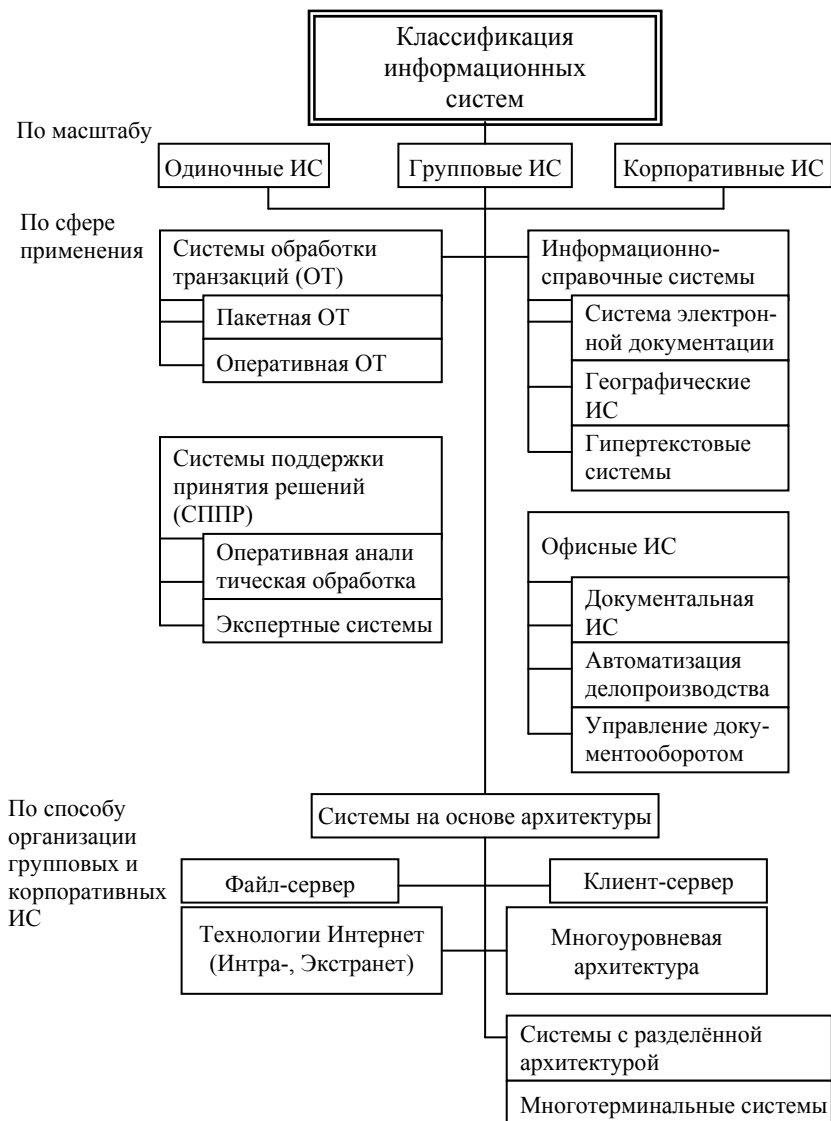 Классификация
информационных
систем
По масштабу
Одиночные ИС
Групповые ИС
Корпоративные ИС
По сфере
применения
Системы обработки
транзакций (ОТ)
Пакетная ОТ
Оперативная ОТ
Информационно-
справочные системы
Система электрон-
ной документации
Географические
ИС
Гипертекстовые
системы
Системы поддержки
принятия решений
(СППР)
Оперативная анали
тическая обработка
Экспертные системы
Офисные ИС
Документальная
ИС
Автоматизация
делопроизводства
Управление доку-
ментооборотом
По способу
организации
групповых и
корпоративных
ИС
Системы на основе архитектуры
Файл-сервер
Клиент-сервер
Технологии Интернет
(Интра-, Экстранет)
Многоуровневая
архитектура
Системы с разделённой
архитектурой
Многотерминальные системы